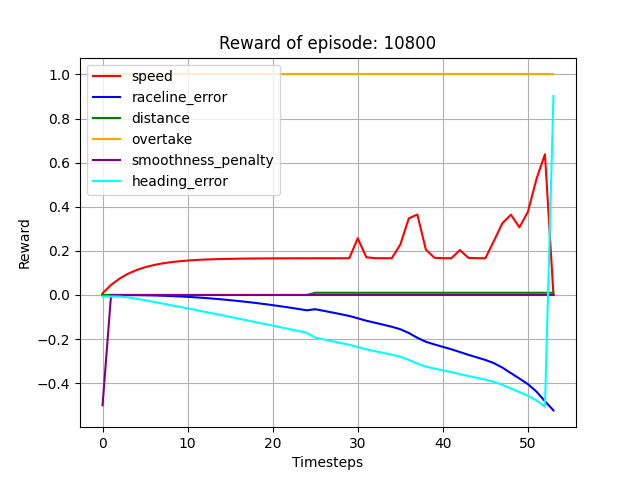 Reward of episode: 10800
speed
raceline_error
distance
overtake
smoothness_penalty
heading_error
1.0
0.8
0.6
0.4
0.2
0.0
−0.2
−0.4
Reward
0 10 20 30 40 50
Timesteps